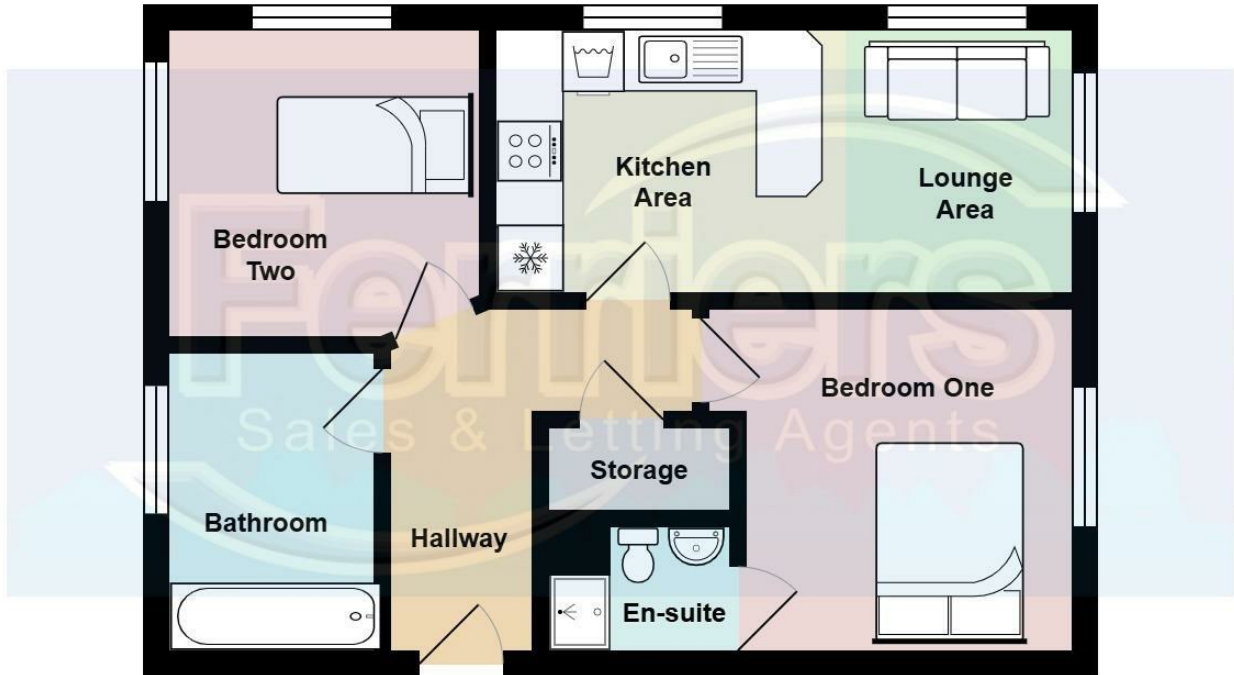 Kitchen
Area
Lounge
Area
Bedroom
Two
Ferriers
Sales & Letting Agents
Bedroom One
Storage
Bathroom
Hallway
En-suite